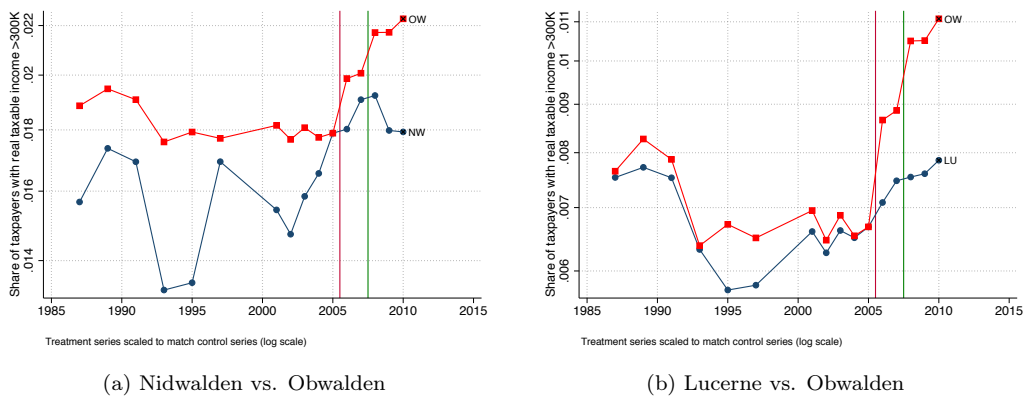 Share of taxpayers with real taxable income >300K
.022
.02
.018
.016
.014
OW
NW
1985 1990 1995 2000 2005 2010 2015
Treatment series scaled to match control series (log scale)
(a) Nidwalden vs. Obwalden
Share of taxpayers with real taxable income >300K
.011
.01
.009
.008
.007
.006
OW
LU
1985 1990 1995 2000 2005 2010 2015
Treatment series scaled to match control series (log scale)
(b) Lucerne vs. Obwalden